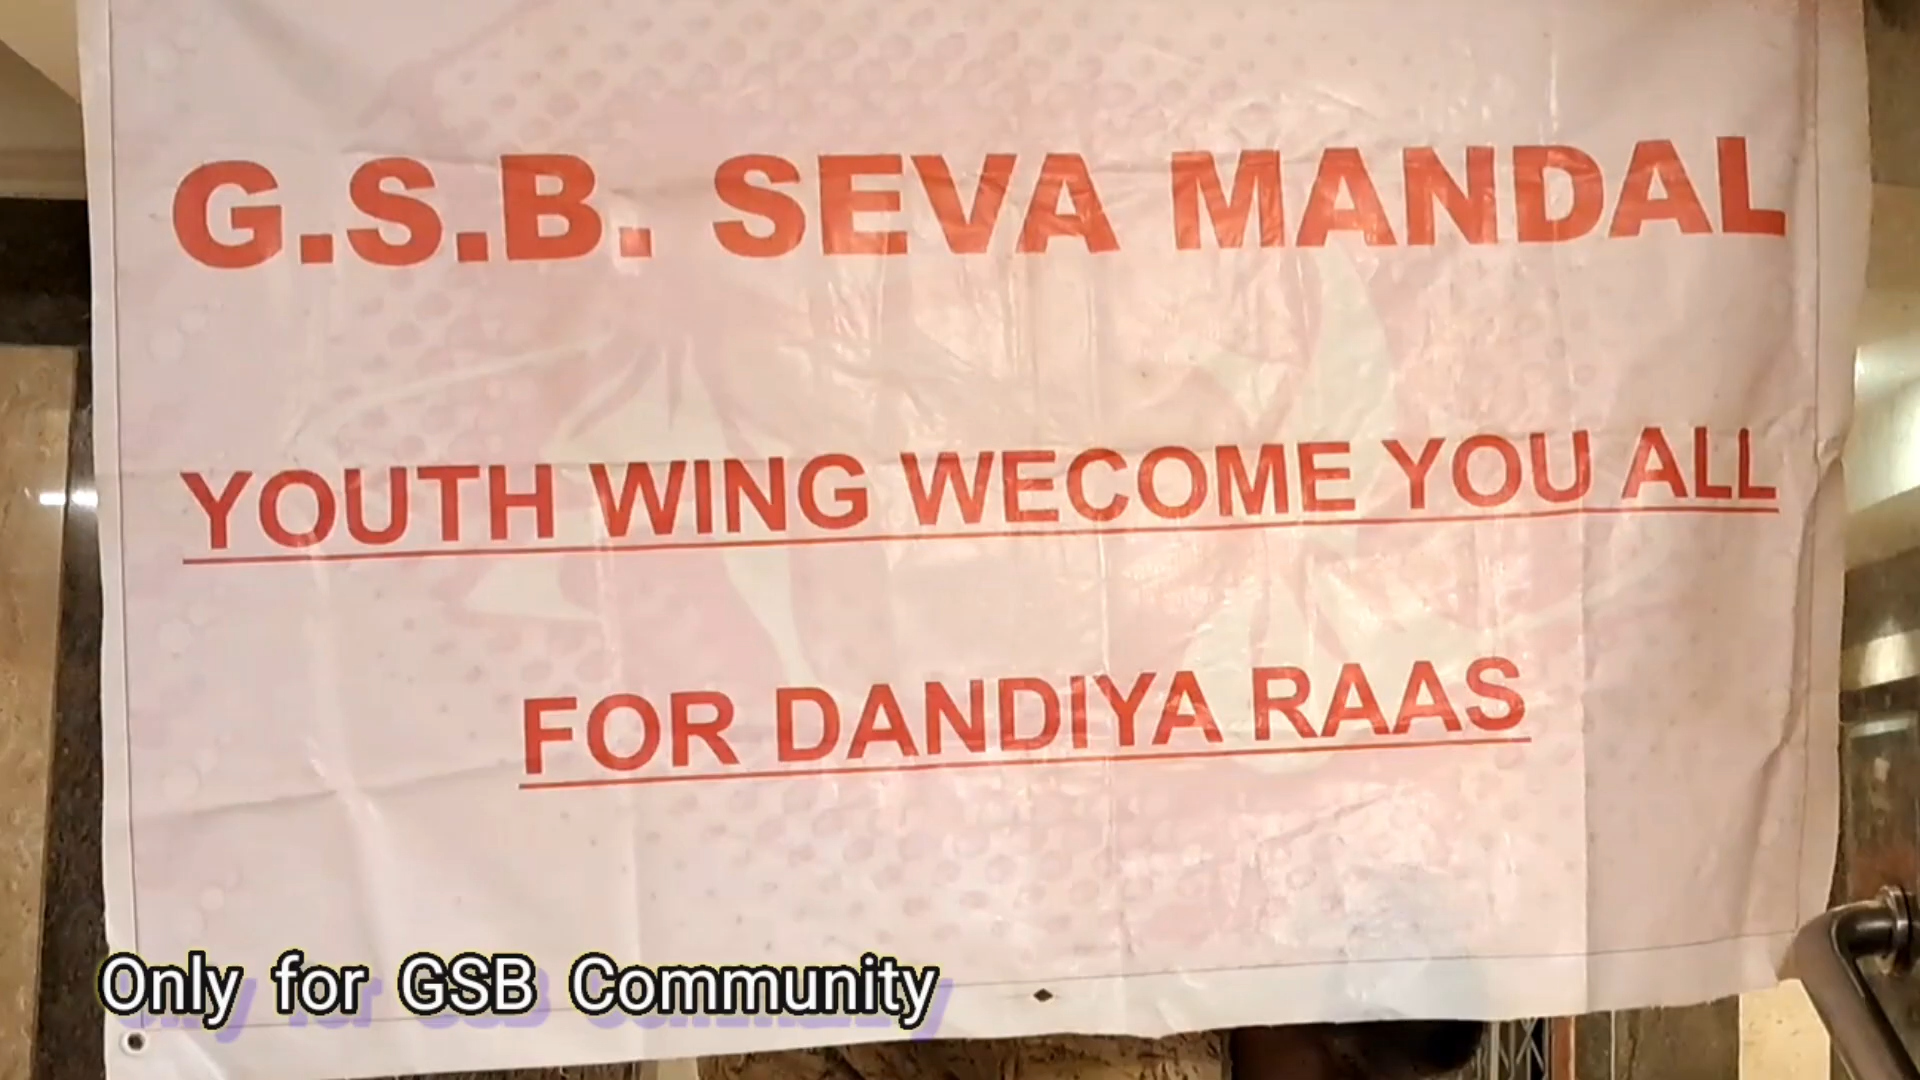 G.S.B. SEVA MANDAL
YOUTH WING WECOME YOU ALL
FOR DANDIYA RAAS
Only for GSB Community